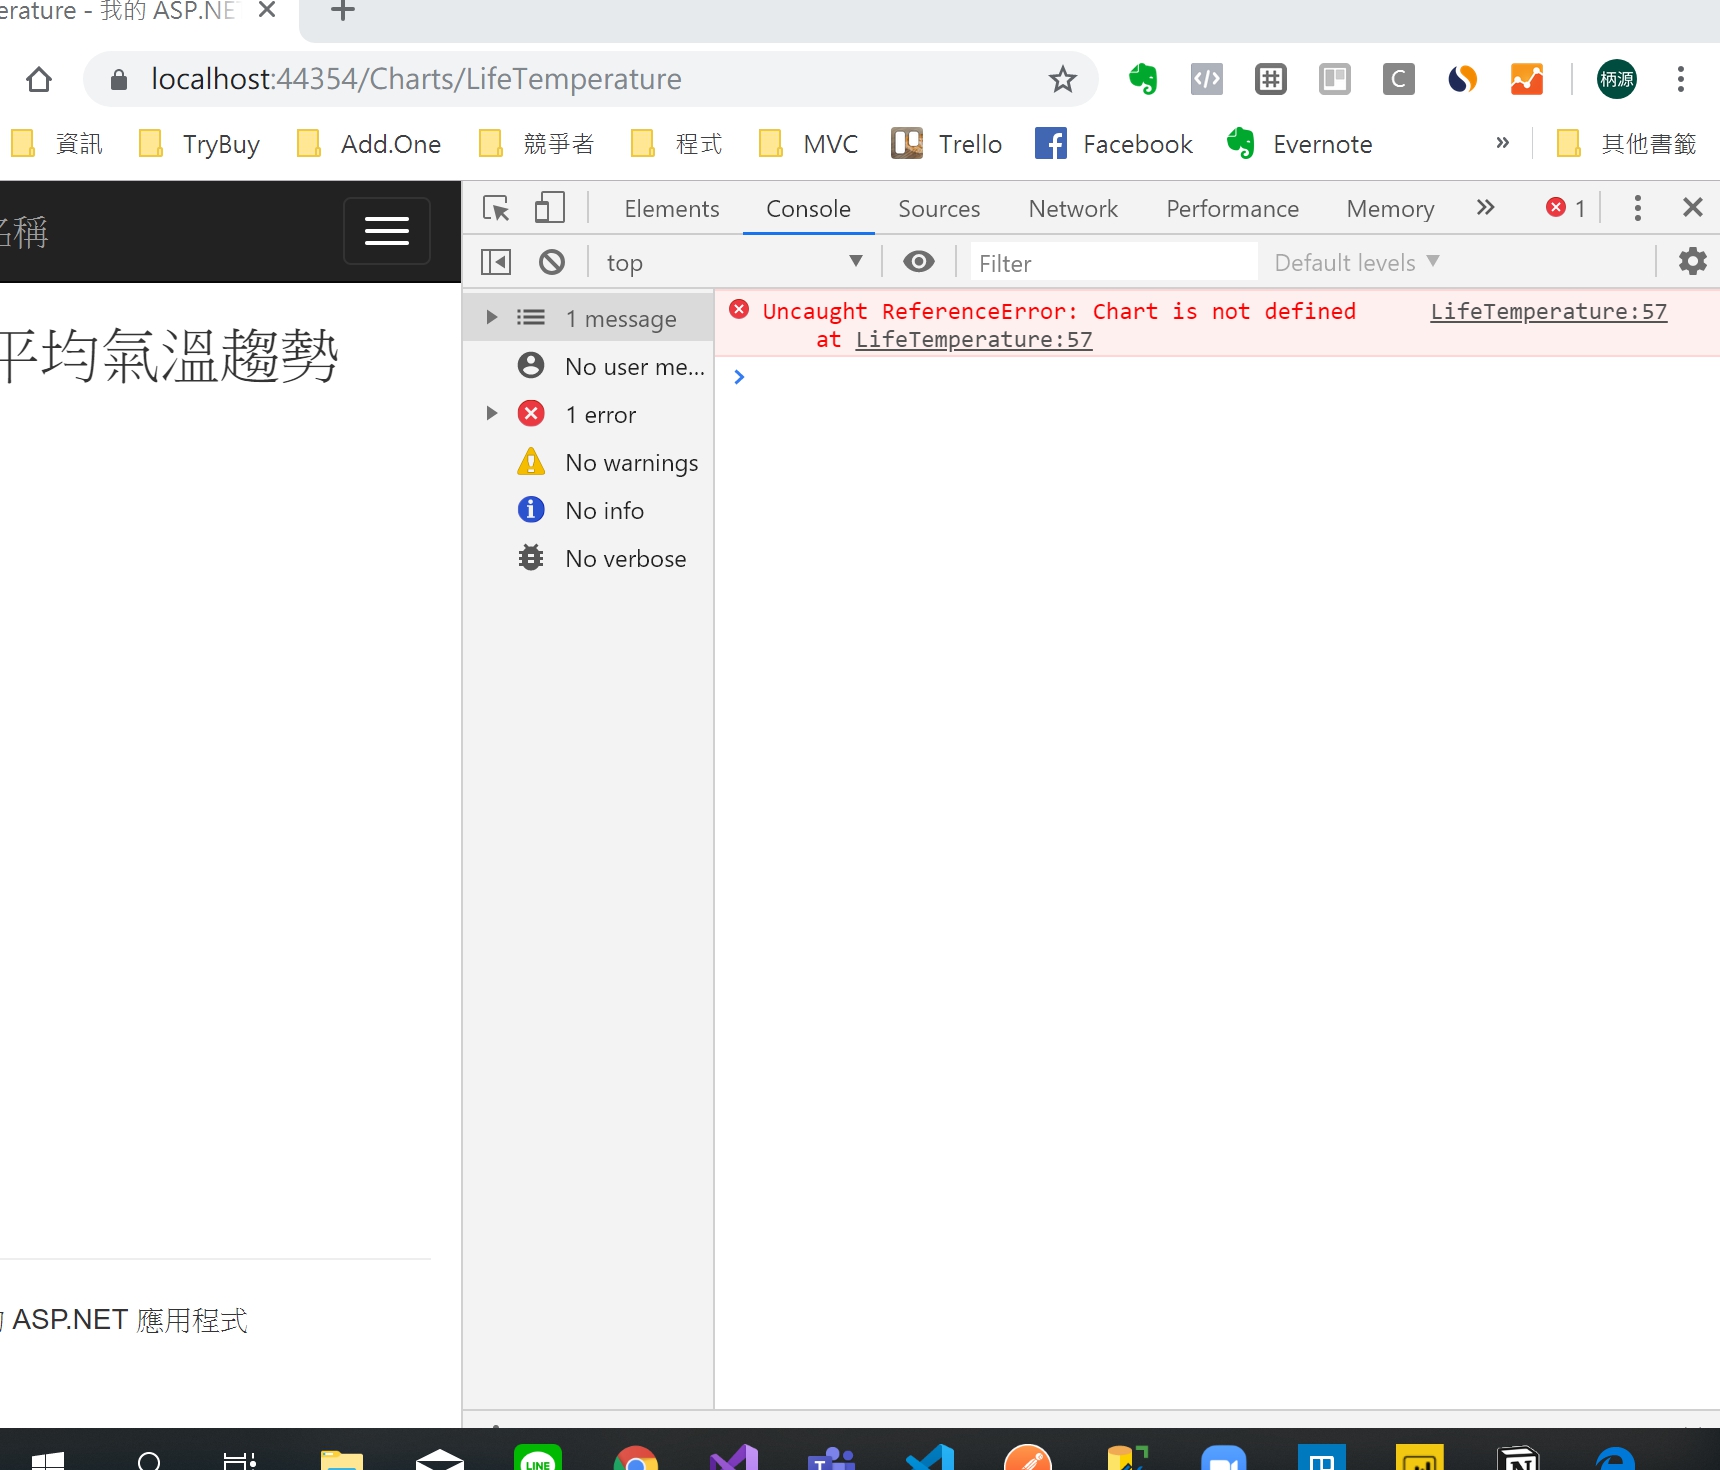 erature - 我的 ASP.NE
localhost:44354/Charts/LifeTemperature
柄源
資訊 TryBuy Add.One 競爭者 程式 MVC Trello Facebook Evernote » 其他書籤
名稱
Elements Console Sources Network Performance Memory » 1
top Filter Default levels
平均氣溫趨勢
1 message
No user me...
1 error
No warnings
No info
No verbose
Uncaught ReferenceError: Chart is not defined LifeTemperature:57
at LifeTemperature:57
的 ASP.NET 應用程式
LINE